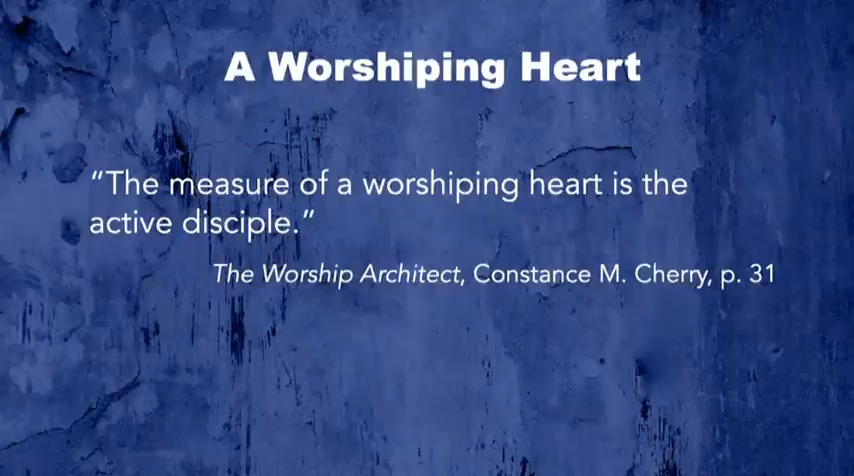 A Worshiping Heart
“The measure of a worshiping heart is the
active disciple.”
The Worship Architect, Constance M. Cherry, p. 31